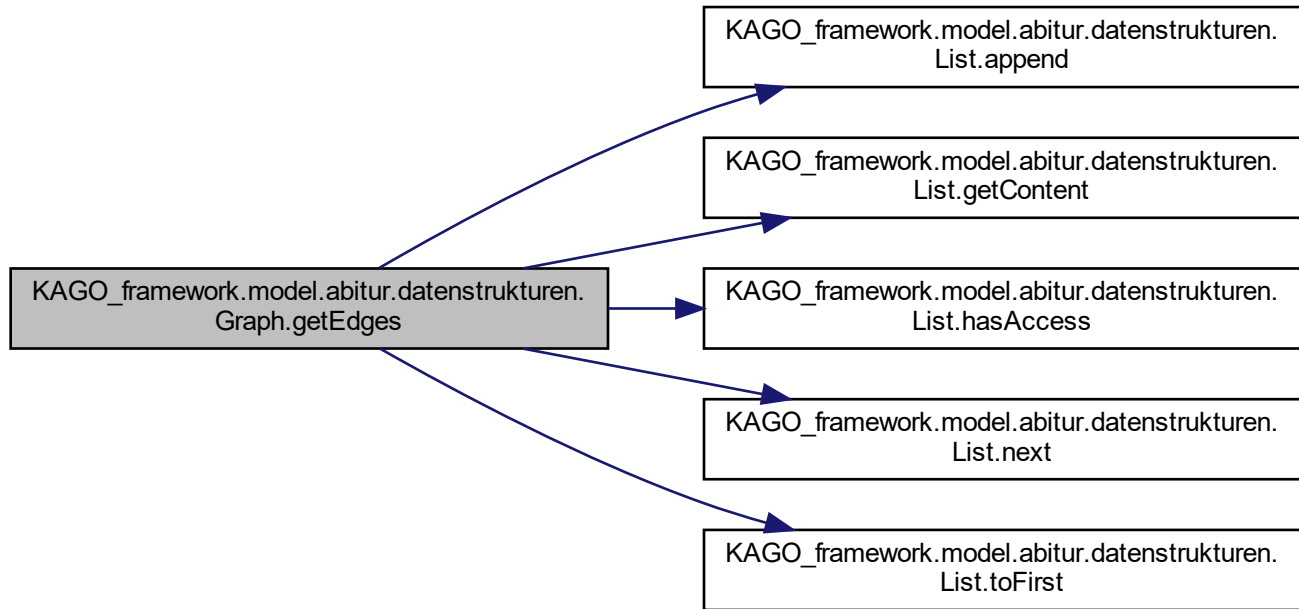 KAGO_framework.model.abitur.datenstrukturen.
List.append
KAGO_framework.model.abitur.datenstrukturen.
List.getContent
KAGO_framework.model.abitur.datenstrukturen.
Graph.getEdges
KAGO_framework.model.abitur.datenstrukturen.
List.hasAccess
KAGO_framework.model.abitur.datenstrukturen.
List.next
KAGO_framework.model.abitur.datenstrukturen.
List.toFirst